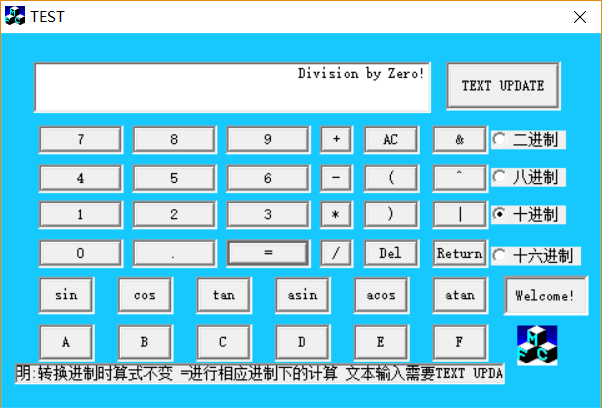 TEST
Division by Zero!
TEXT UPDATE
7 8 9 + AC & 二进制
4 5 6 - ( ^ 八进制
1 2 3 * ) | 十进制
0 . = / Del Return 十六进制
sin cos tan asin acos atan Welcome!
A B C D E F
MFC
明:转换进制时算式不变 =进行相应进制下的计算 文本输入需要TEXT UPDA